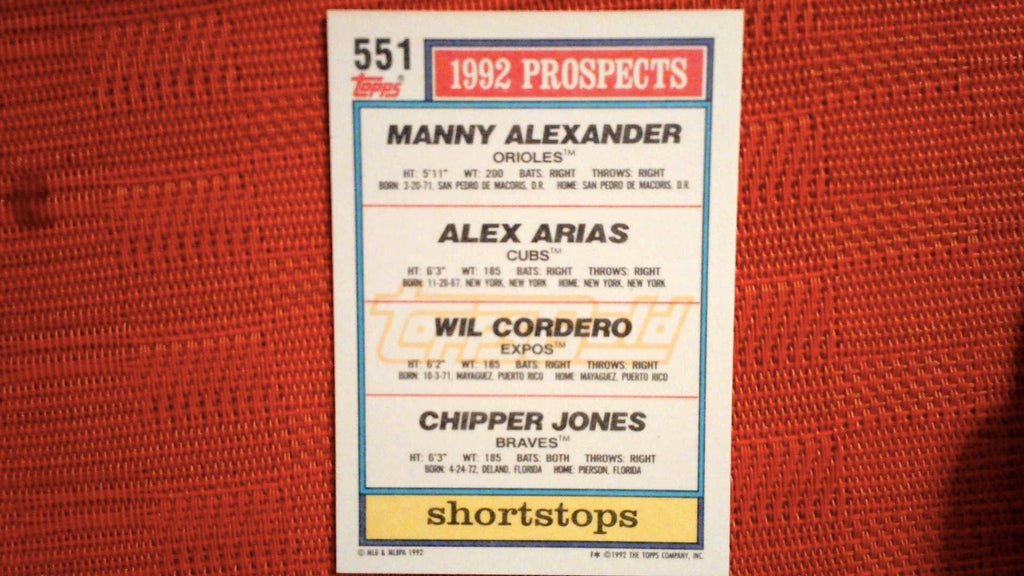 551
Topps®
1992 PROSPECTS
MANNY ALEXANDER
ORIOLES™
HT: 5'11" WT: 200 BATS: RIGHT THROWS: RIGHT
BORN: 3-20-71, SAN PEDRO DE MACORIS, D.R. HOME: SAN PEDRO DE MACORIS, D.R.
ALEX ARIAS
CUBS™
HT: 6'3" WT: 185 BATS: RIGHT THROWS: RIGHT
BORN: 11-20-67, NEW YORK, NEW YORK HOME: NEW YORK, NEW YORK
ToppsGold
WIL CORDERO
EXPOS™
HT: 6'2" WT: 185 BATS: RIGHT THROWS: RIGHT
BORN: 10-3-71, MAYAGUEZ, PUERTO RICO HOME: MAYAGUEZ, PUERTO RICO
CHIPPER JONES
BRAVES™
HT: 6'3" WT: 185 BATS: BOTH THROWS: RIGHT
BORN: 4-24-72, DELAND, FLORIDA HOME: PIERSON, FLORIDA
shortstops
© MLB & MLBPA 1992 F* © 1992 THE TOPPS COMPANY, INC.